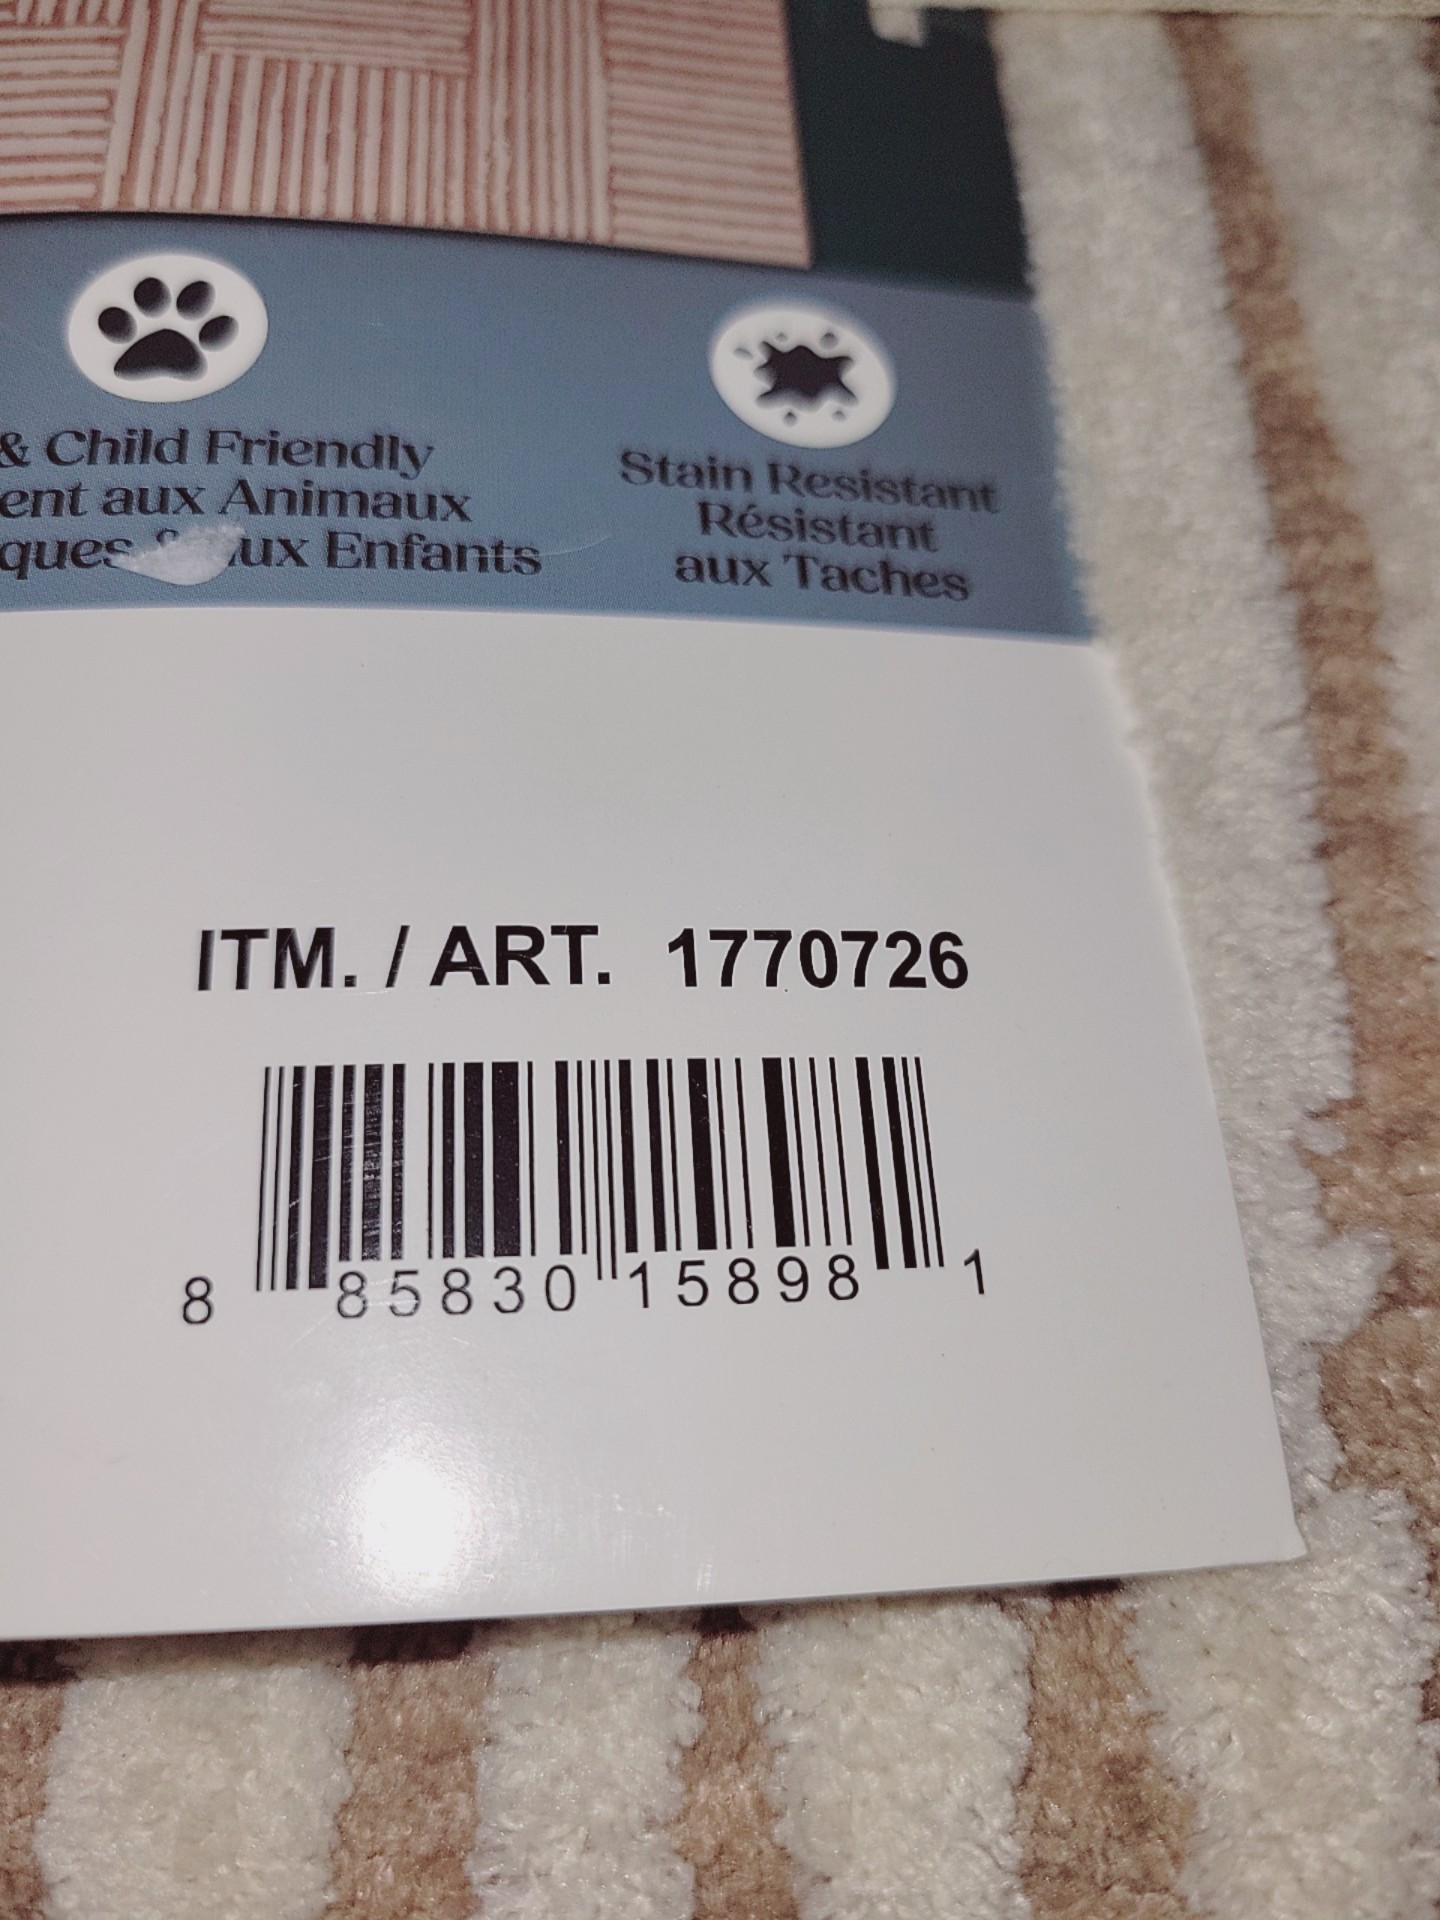 & Child Friendly
ent aux Animaux
ques & aux Enfants
Stain Resistant
Résistant
aux Taches
ITM. / ART. 1770726
8 85830 15898 1